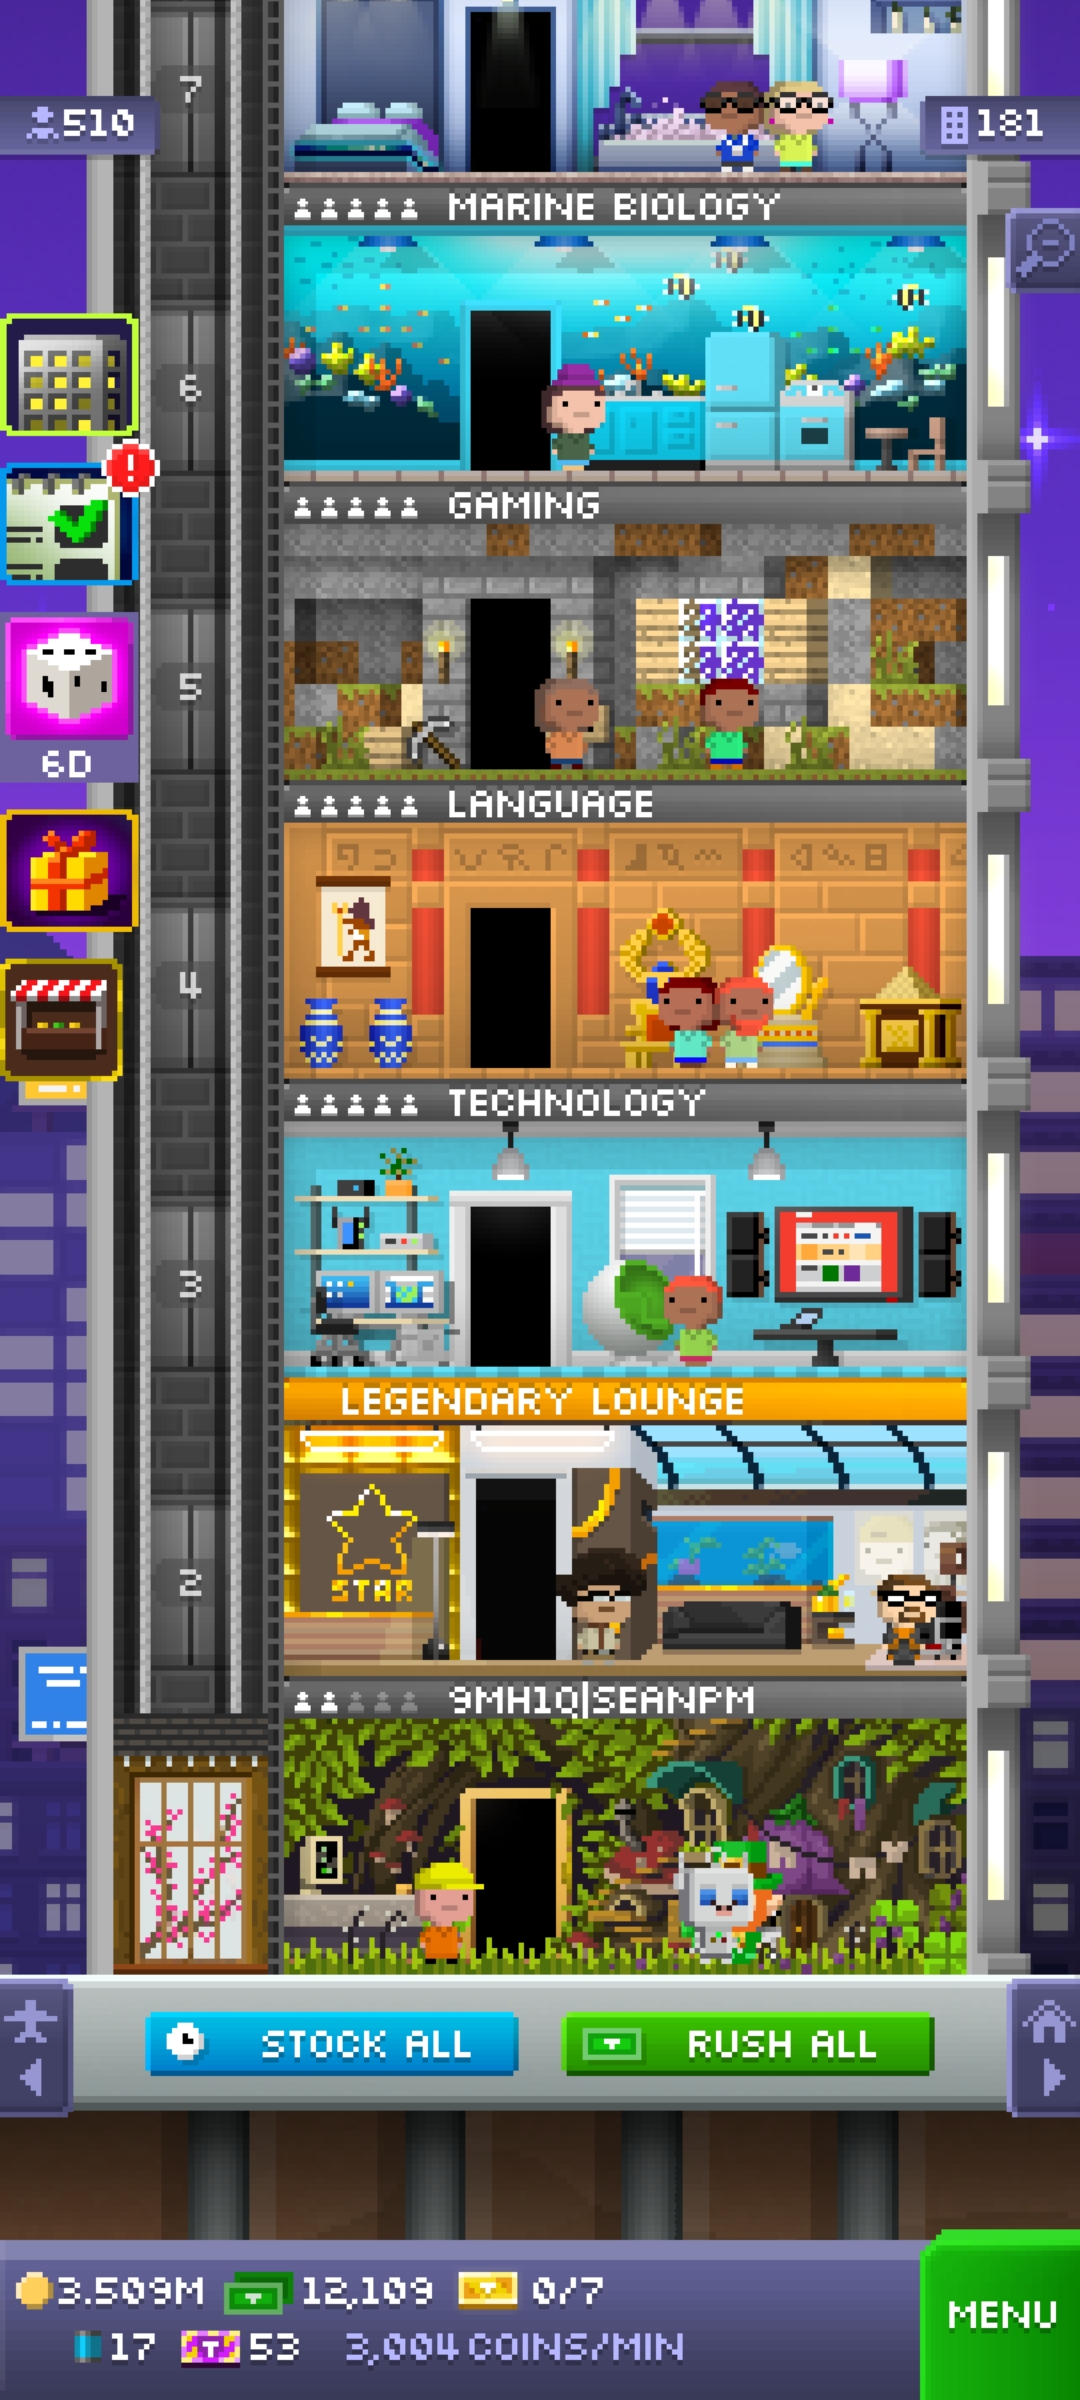 7
510
181
MARINE BIOLOGY
6
GAMING
5
6D
LANGUAGE
4
TECHNOLOGY
3
LEGENDARY LOUNGE
STAR
2
9MH1Q|SEANPM
STOCK ALL
RUSH ALL
3.509M 12,109 0/7
17 53 3,004 COINS/MIN
MENU